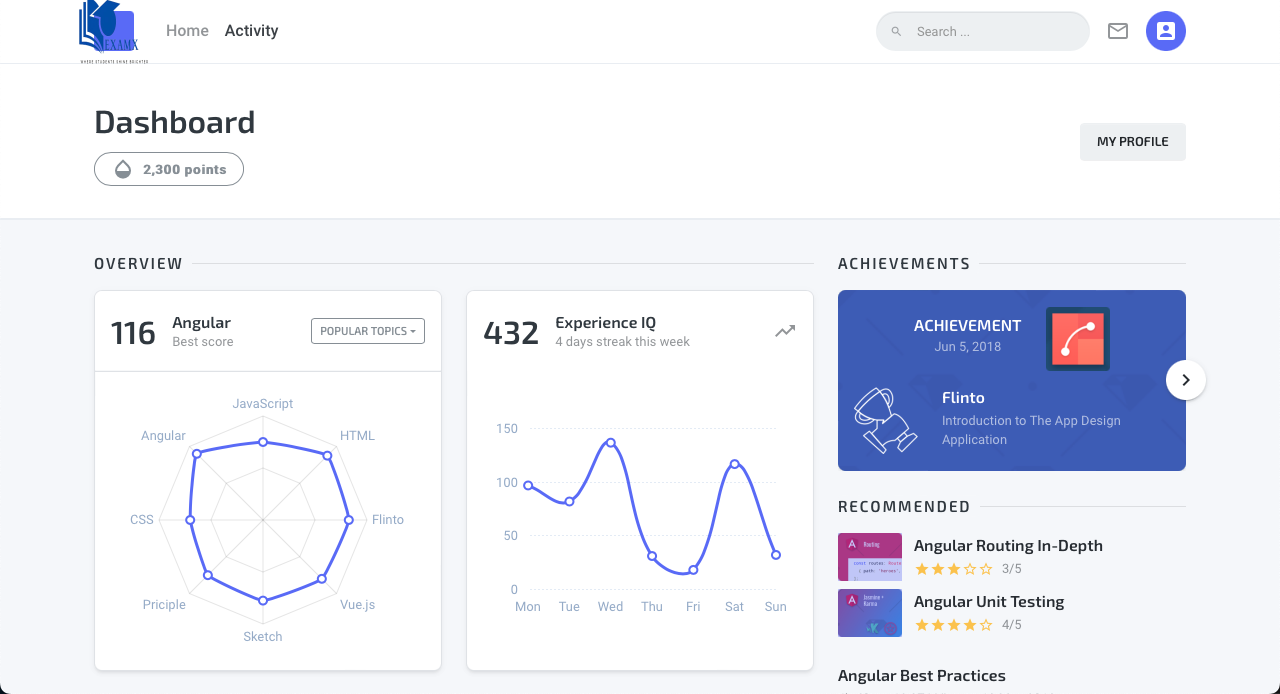 EXAMX
WHERE STUDENTS SHINE BRIGHTER
Home Activity
Search ...
Dashboard
2,300 points
MY PROFILE
OVERVIEW
116
Angular
Best score
POPULAR TOPICS
JavaScript
HTML
Flinto
Vue.js
Sketch
Priciple
CSS
Angular
432
Experience IQ
4 days streak this week
150
100
50
0
Mon Tue Wed Thu Fri Sat Sun
ACHIEVEMENTS
ACHIEVEMENT
Jun 5, 2018
Flinto
Introduction to The App Design
Application
RECOMMENDED
Routing
Angular Routing In-Depth
3/5
Angular Unit Testing
4/5
Angular Best Practices